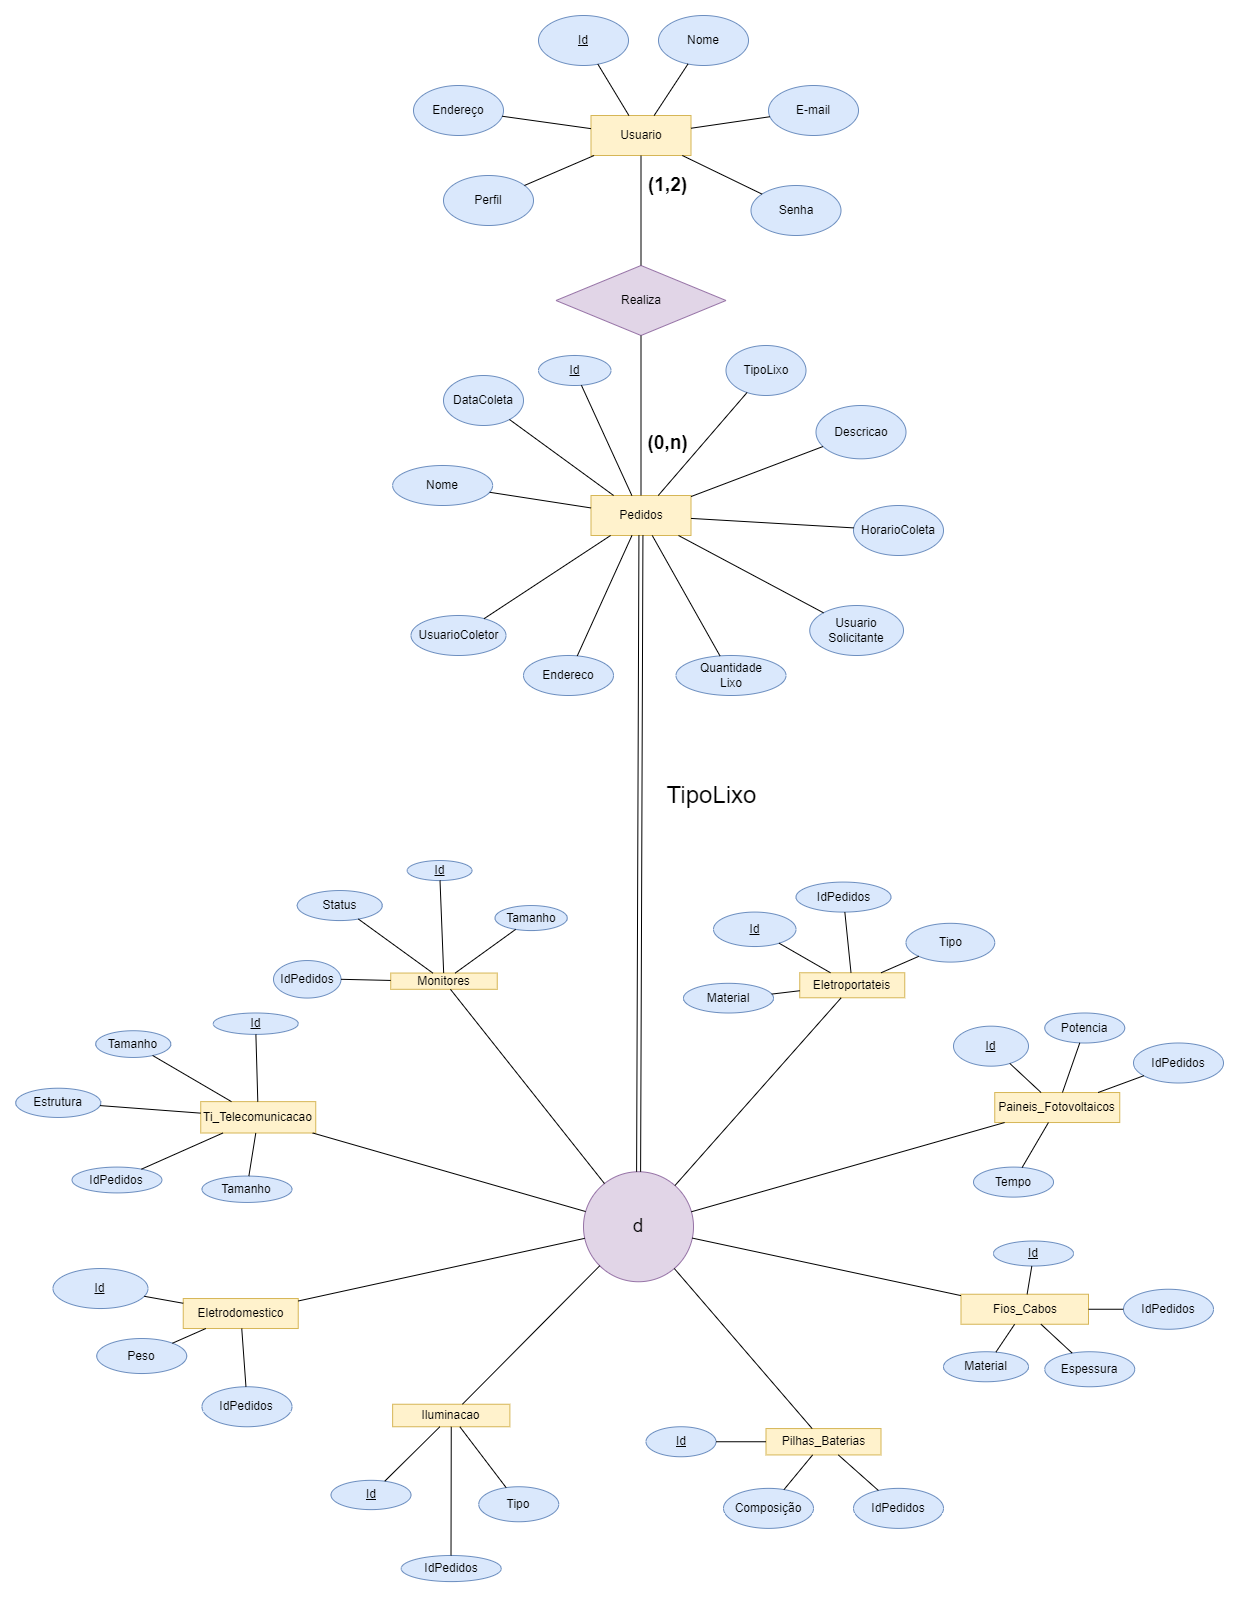 Id
Nome
Endereço
E-mail
Usuario
(1,2)
Perfil
Senha
Realiza
Id
TipoLixo
DataColeta
Descricao
(0,n)
Nome
Pedidos
HorarioColeta
UsuarioColetor
Usuario
Solicitante
Endereco
Quantidade
Lixo
TipoLixo
Id
Status
Tamanho
IdPedidos
Monitores
IdPedidos
Id
Tipo
Material
Eletroportateis
Id
Tamanho
Estrutura
Ti_Telecomunicacao
IdPedidos
Tamanho
Potencia
Id
IdPedidos
Paineis_Fotovoltaicos
Tempo
d
Id
Eletrodomestico
Peso
IdPedidos
Id
Fios_Cabos
IdPedidos
Material
Espessura
Iluminacao
Id
Tipo
IdPedidos
Pilhas_Baterias
Id
Composição
IdPedidos